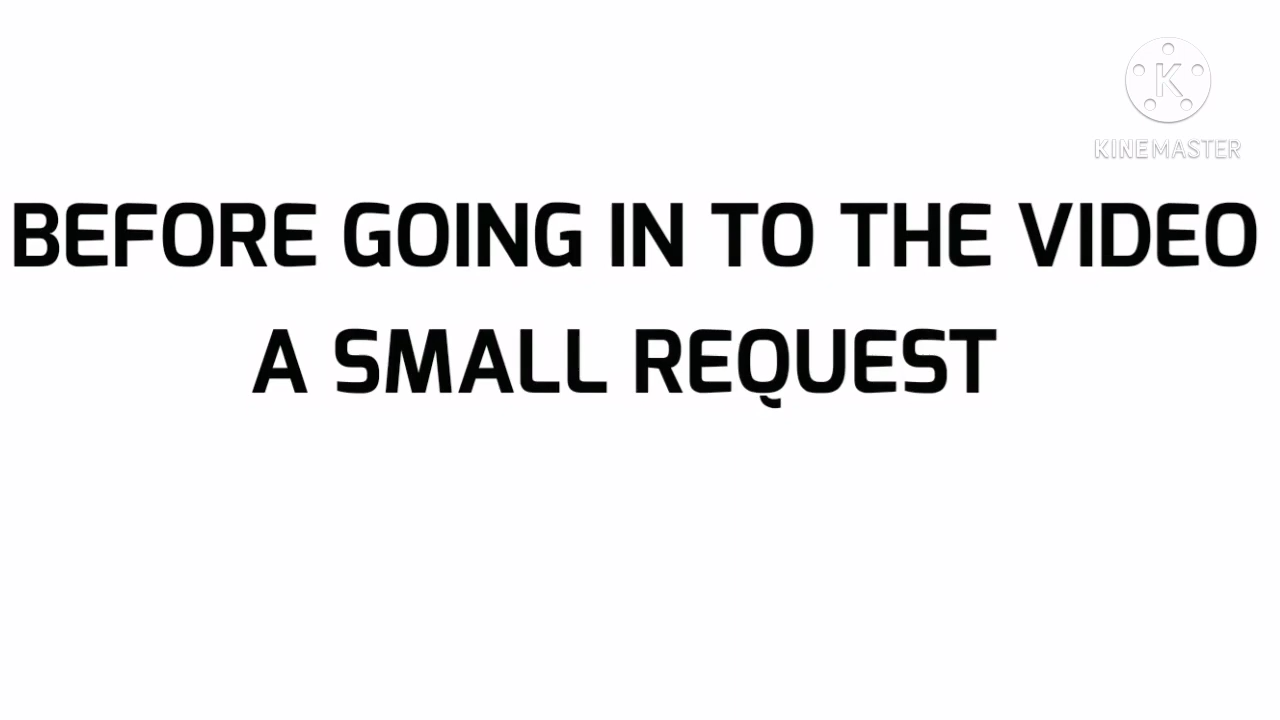 K
KINEMASTER
BEFORE GOING IN TO THE VIDEO
A SMALL REQUEST